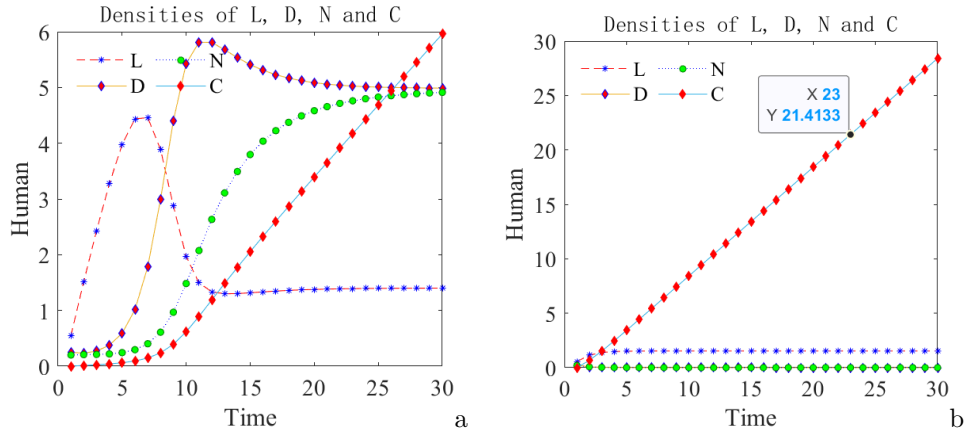 Densities of L, D, N and C
L N
D C
6
5
4
3
2
1
0
0 5 10 15 20 25 30
Human
Time
a
Densities of L, D, N and C
L N
D C
X 23
Y 21.4133
30
25
20
15
10
5
0
0 5 10 15 20 25 30
Human
Time
b